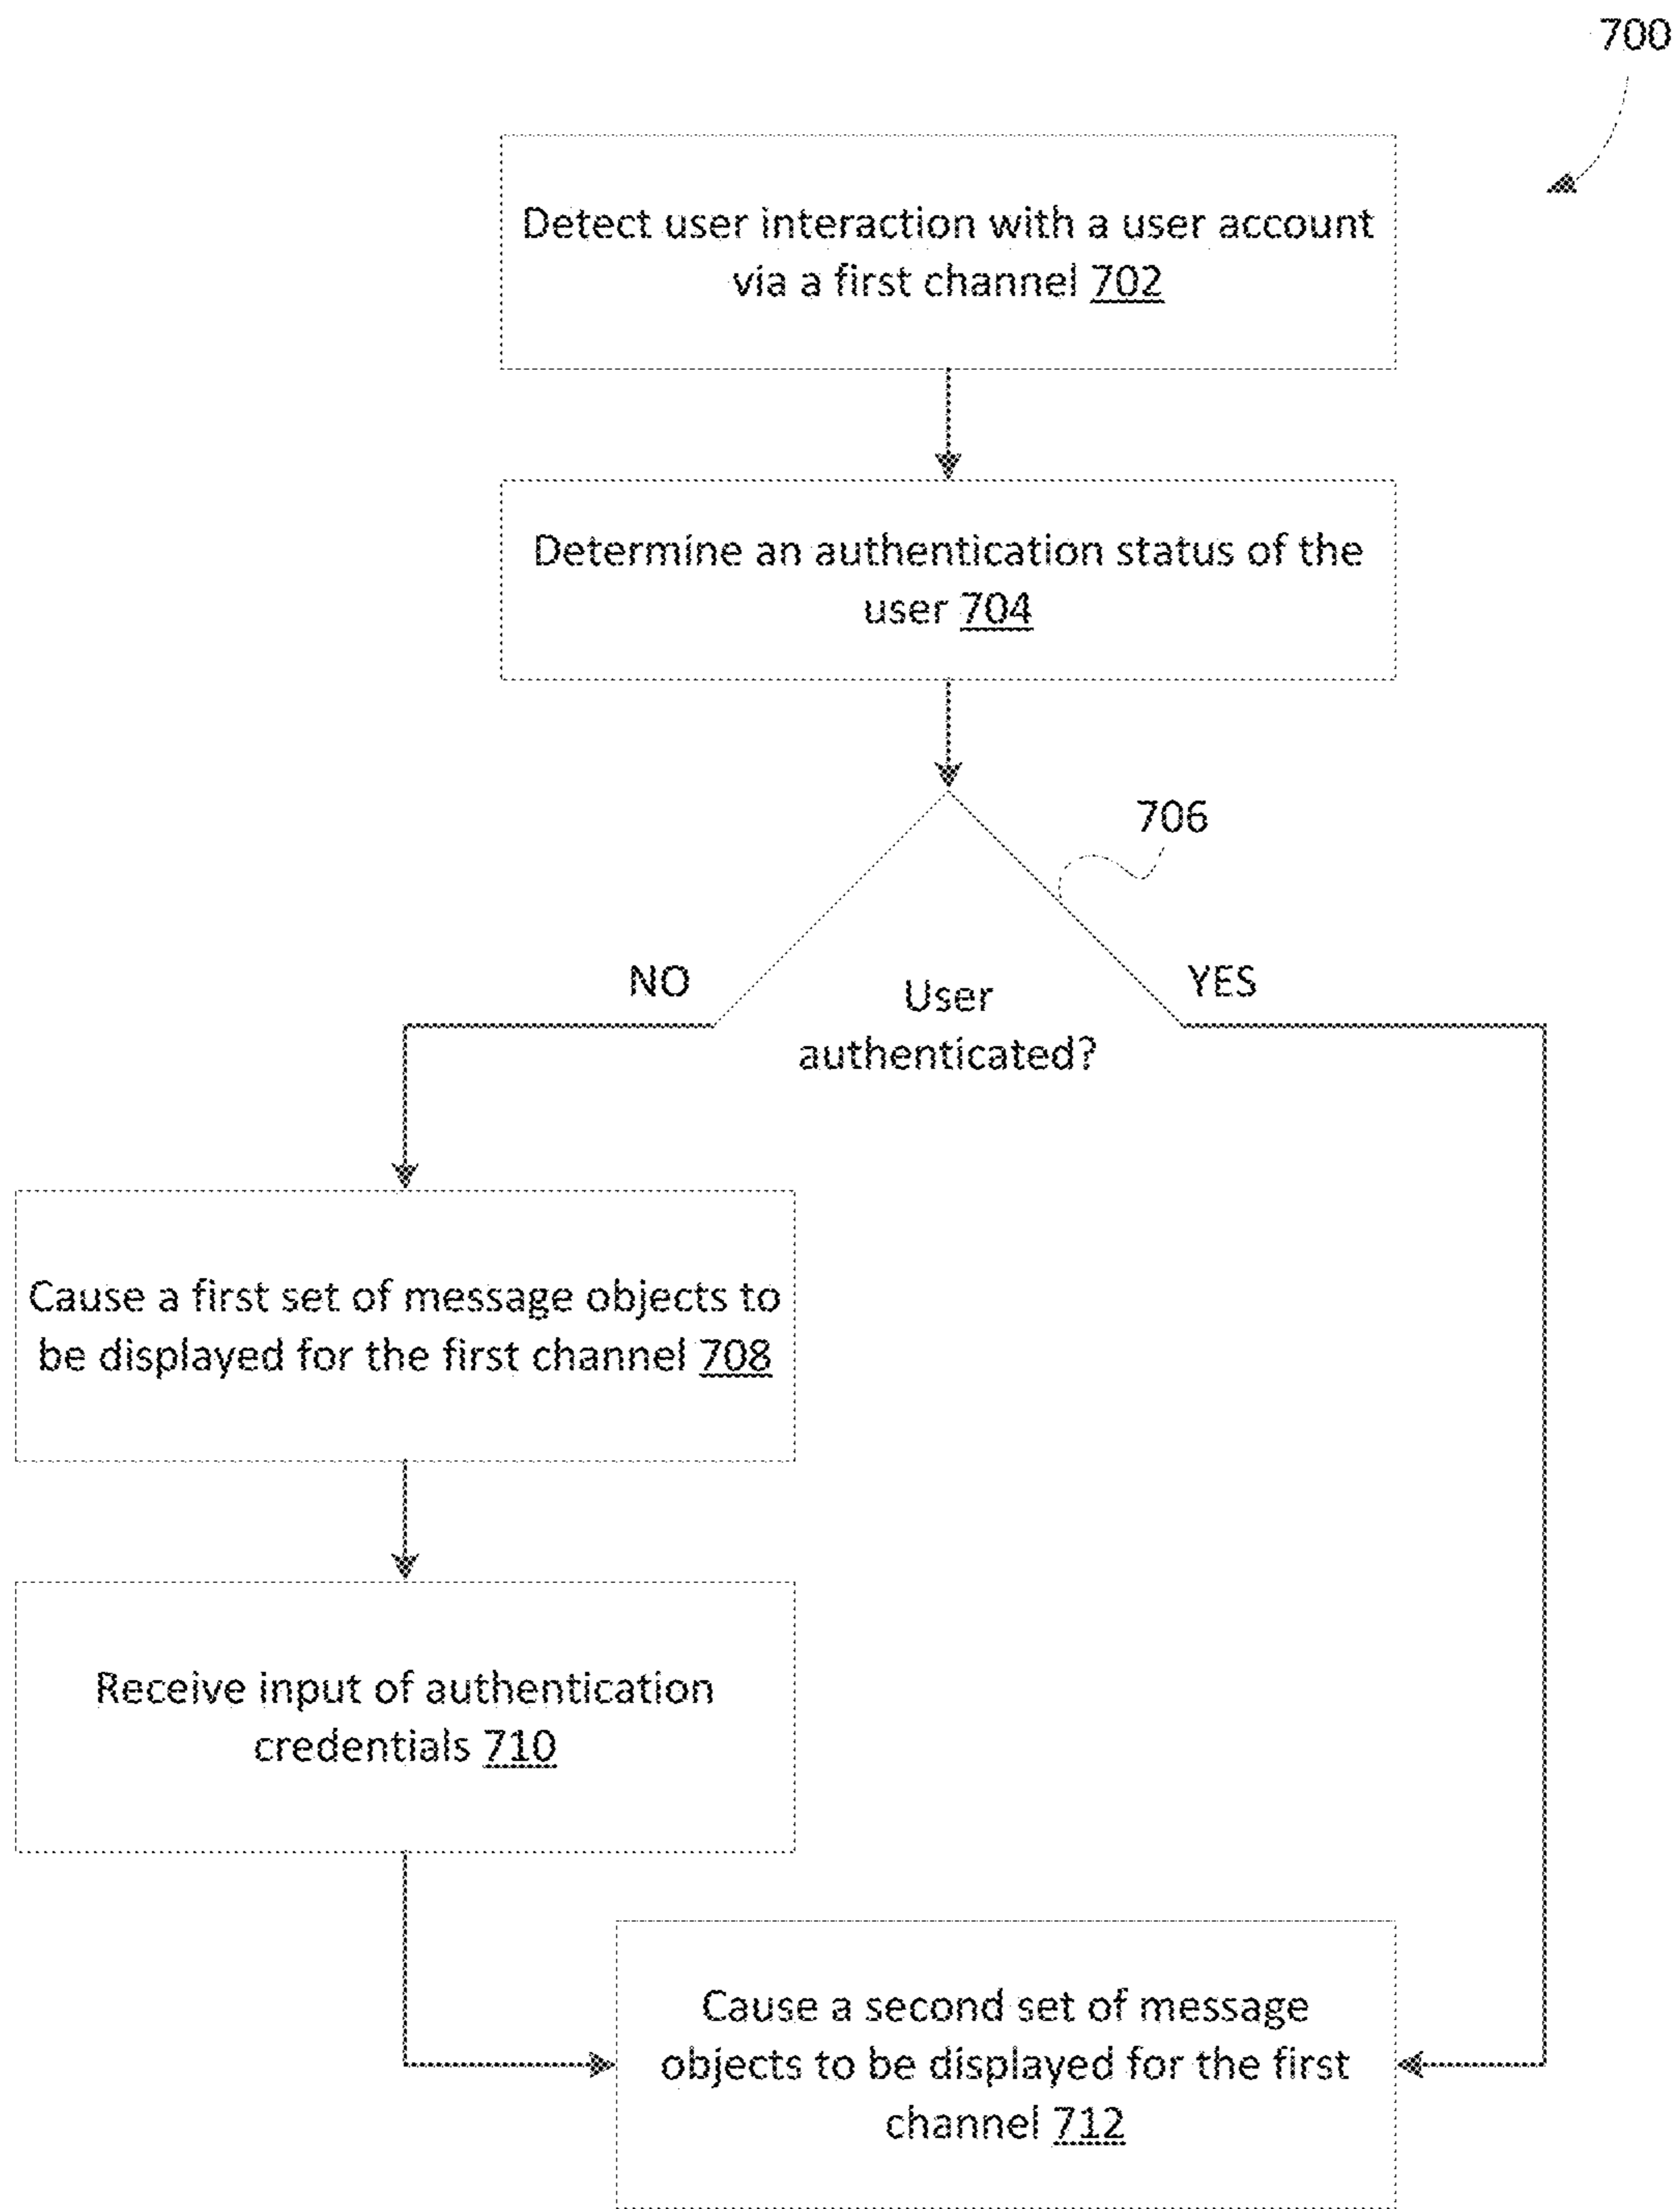 700
Detect user interaction with a user account
via a first channel 702
Determine an authentication status of the
user 704
706
NO
YES
User
authenticated?
Cause a first set of message objects to
be displayed for the first channel 708
Receive input of authentication
credentials 710
Cause a second set of message
objects to be displayed for the first
channel 712